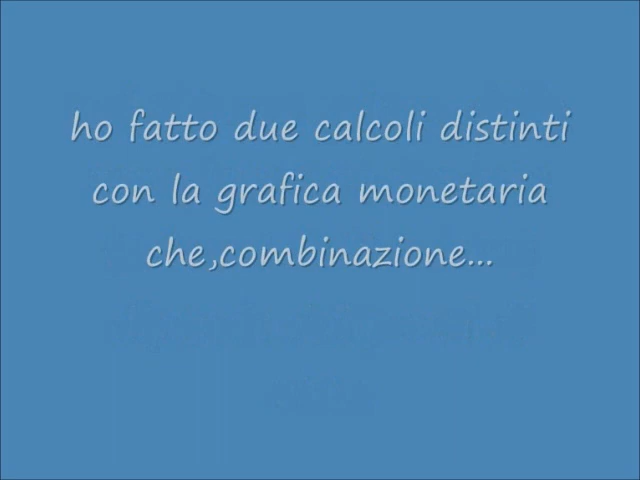 ho fatto due calcoli distinti
con la grafica monetaria
che,combinazione...